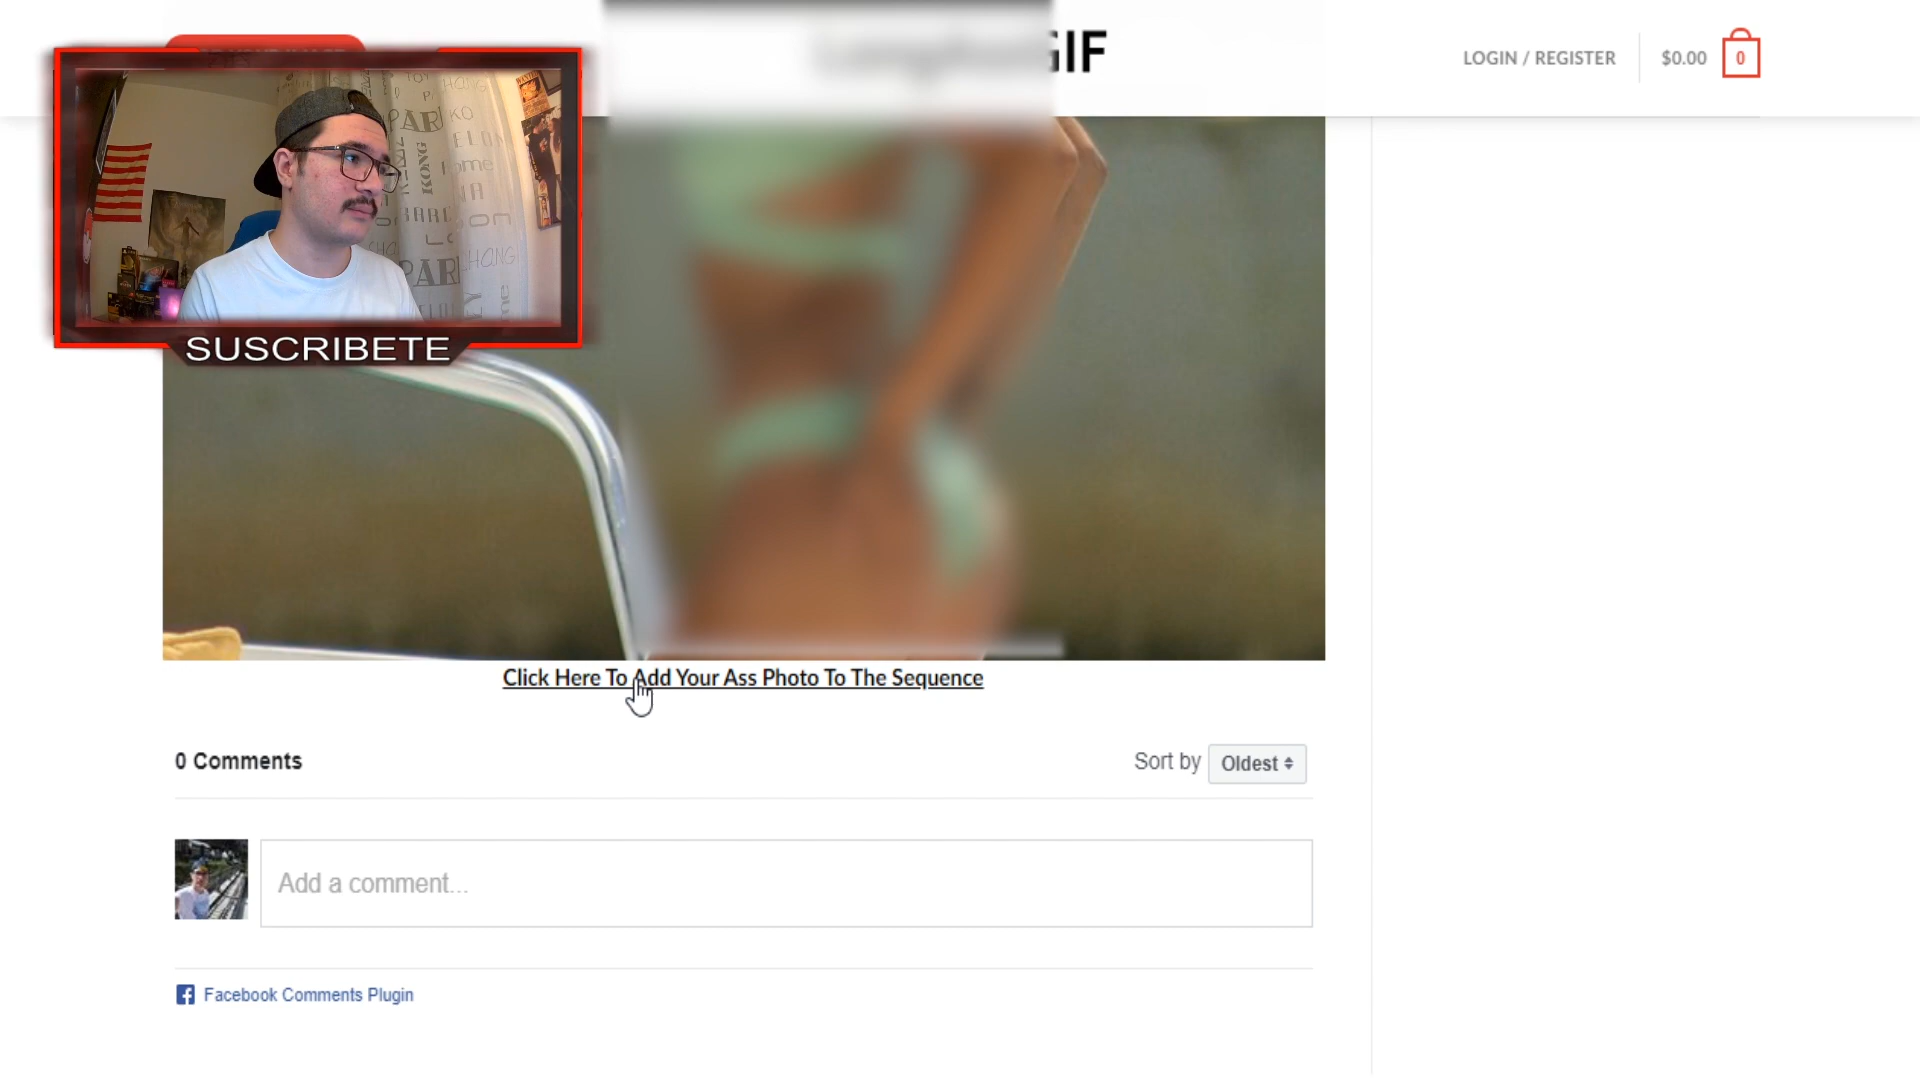 GIF
LOGIN / REGISTER
$0.00
0
SUSCRIBETE
Click Here To Add Your Ass Photo To The Sequence
0 Comments
Sort by
Oldest
Add a comment...
Facebook Comments Plugin